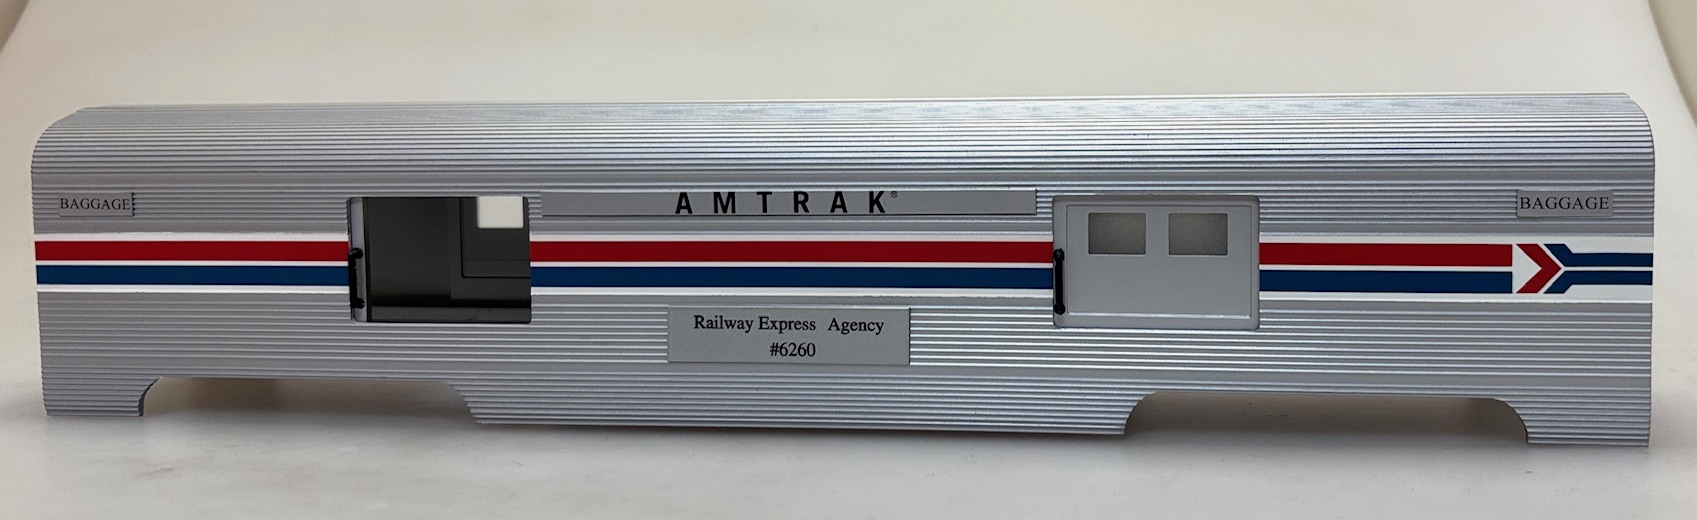 BAGGAGE
AMTRAK®
BAGGAGE
Railway Express Agency
#6260